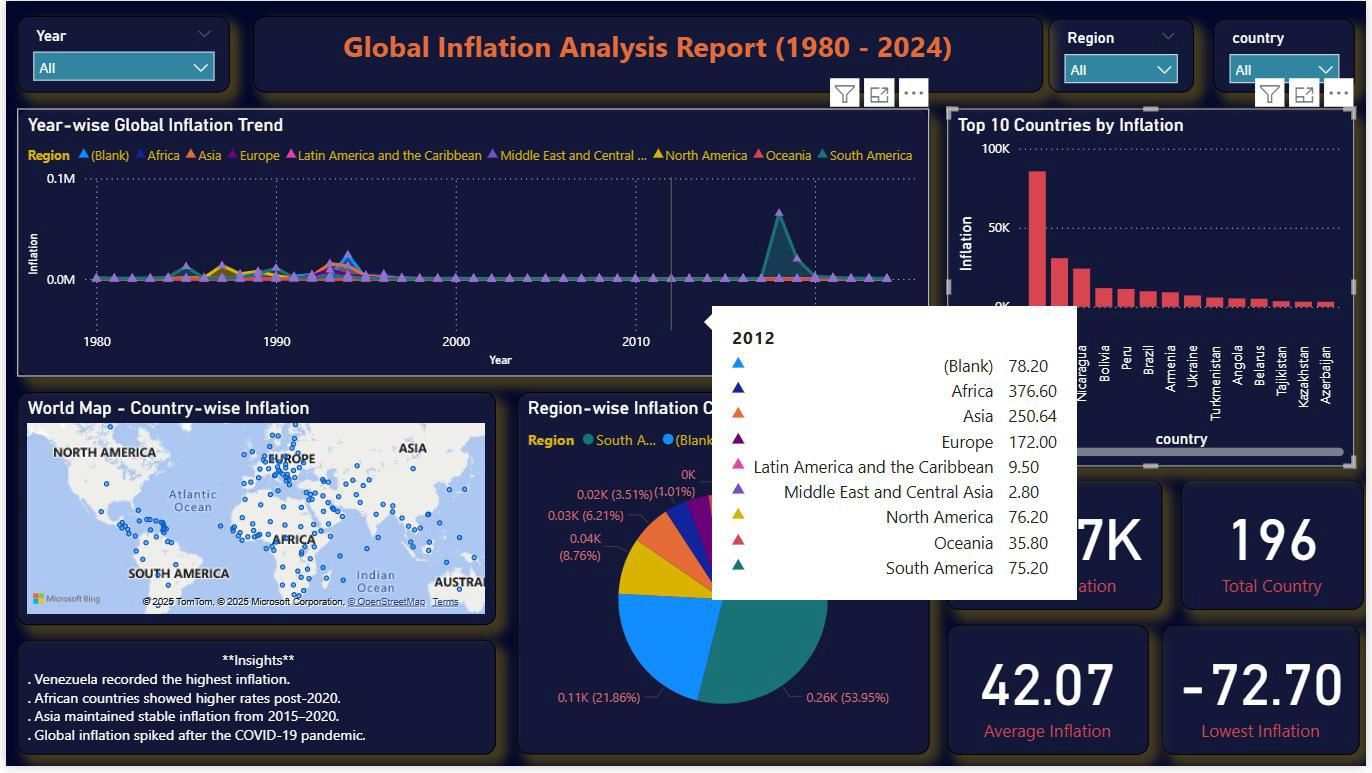 Year
All
Global Inflation Analysis Report (1980 - 2024)
Region
All
country
All
Year-wise Global Inflation Trend
Region (Blank) Africa Asia Europe Latin America and the Caribbean Middle East and Central ... North America Oceania South America
0.1M
0.0M
Inflation
1980 1990 2000 2010
Year
Top 10 Countries by Inflation
100K
50K
0K
Inflation
Nicaragua
Bolivia
Peru
Brazil
Armenia
Ukraine
Turkmenistan
Angola
Belarus
Tajikistan
Kazakhstan
Azerbaijan
country
2012
(Blank) 78.20
Africa 376.60
Asia 250.64
Europe 172.00
Latin America and the Caribbean 9.50
Middle East and Central Asia 2.80
North America 76.20
Oceania 35.80
South America 75.20
World Map - Country-wise Inflation
NORTH AMERICA
EUROPE
ASIA
Atlantic
Ocean
AFRICA
SOUTH AMERICA
Indian
Ocean
AUSTRA
Microsoft Bing
© 2025 TomTom, © 2025 Microsoft Corporation, © OpenStreetMap Terms
Region-wise Inflation C
Region South A... (Blank
0K
(1.01%)
0.02K (3.51%)
0.03K (6.21%)
0.04K
(8.76%)
0.11K (21.86%)
0.26K (53.95%)
7K
ation
196
Total Country
42.07
Average Inflation
-72.70
Lowest Inflation
**Insights**
. Venezuela recorded the highest inflation.
. African countries showed higher rates post-2020.
. Asia maintained stable inflation from 2015–2020.
. Global inflation spiked after the COVID-19 pandemic.